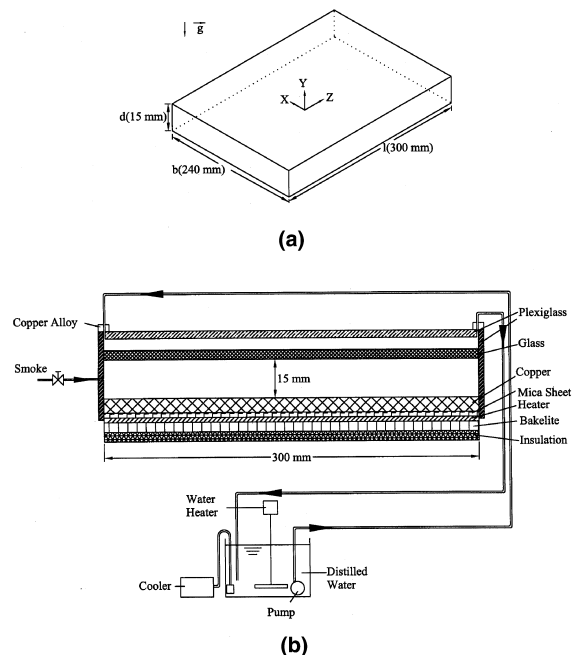 g
Y
X
Z
d(15 mm)
b(240 mm)
l(300 mm)
(a)
Copper Alloy
Plexiglass
Glass
Smoke
15 mm
Copper
Mica Sheet
Heater
Bakelite
Insulation
300 mm
Water
Heater
Cooler
Distilled
Water
Pump
(b)